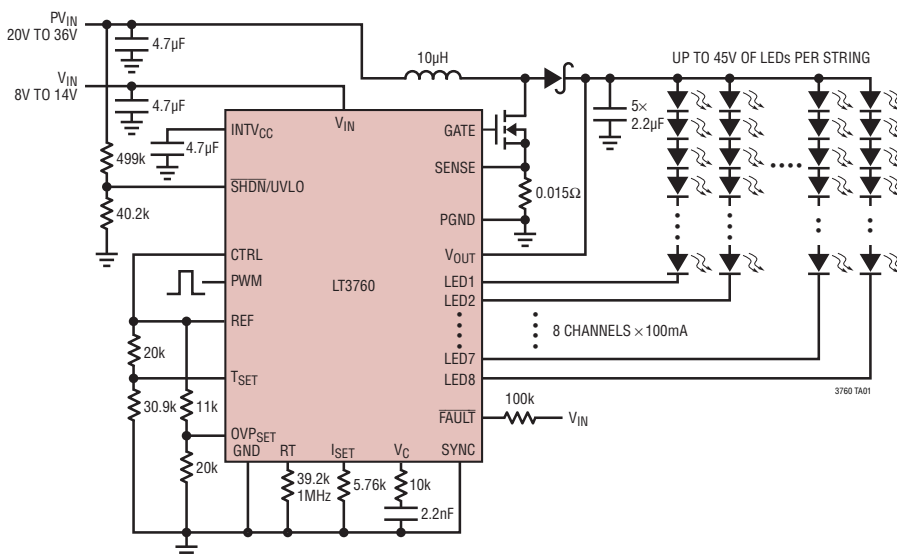 PVIN
20V TO 36V
4.7µF
10µH
UP TO 45V OF LEDs PER STRING
VIN
8V TO 14V
4.7µF
5×
2.2µF
INTVCC
VIN
GATE
4.7µF
499k
SENSE
SHDN/UVLO
0.015Ω
40.2k
PGND
CTRL
VOUT
PWM
LT3760
LED1
LED2
REF
8 CHANNELS × 100mA
20k
LED7
TSET
LED8
3760 TA01
30.9k
11k
100k
FAULT
VIN
OVPSET
GND
RT
ISET
VC
SYNC
20k
39.2k
1MHz
5.76k
10k
2.2nF